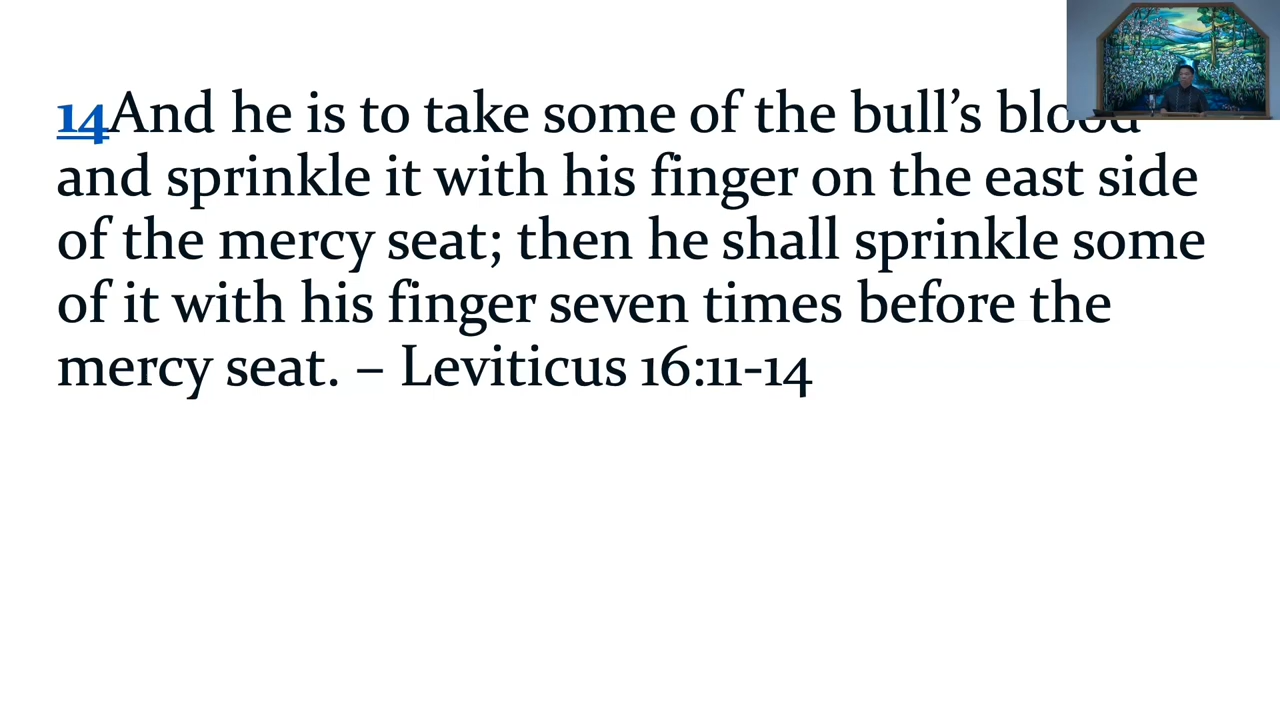 14And he is to take some of the bull’s blood
and sprinkle it with his finger on the east side
of the mercy seat; then he shall sprinkle some
of it with his finger seven times before the
mercy seat. – Leviticus 16:11-14